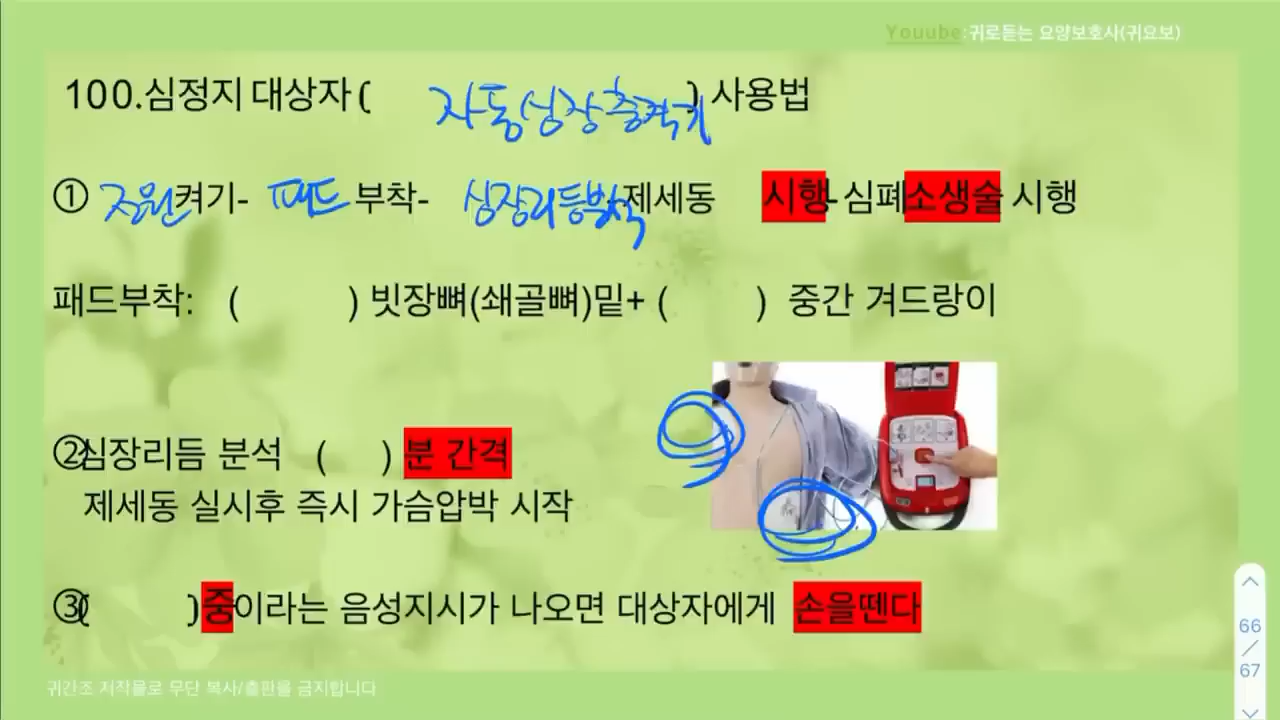 Youube:귀로듣는 요양보호사(귀요보)
100.심정지 대상자 ( 자동심장충격기 ) 사용법
① 전원켜기- 패드 부착- 심장리듬분석-제세동 시행-심폐소생술 시행
패드부착: ( ) 빗장뼈(쇄골뼈)밑+ ( ) 중간 겨드랑이
②심장리듬 분석 ( ) 분 간격
제세동 실시후 즉시 가슴압박 시작
③( )중이라는 음성지시가 나오면 대상자에게 손을뗀다
66
/
67
귀간조 저작물로 무단 복사/출판을 금지합니다